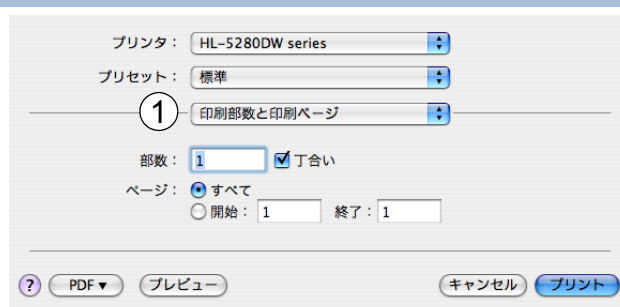 プリンタ： HL-5280DW series
プリセット： 標準
① 印刷部数と印刷ページ
部数： 1 丁合い
ページ： すべて
開始： 1 終了： 1
? PDF▼ プレビュー キャンセル プリント